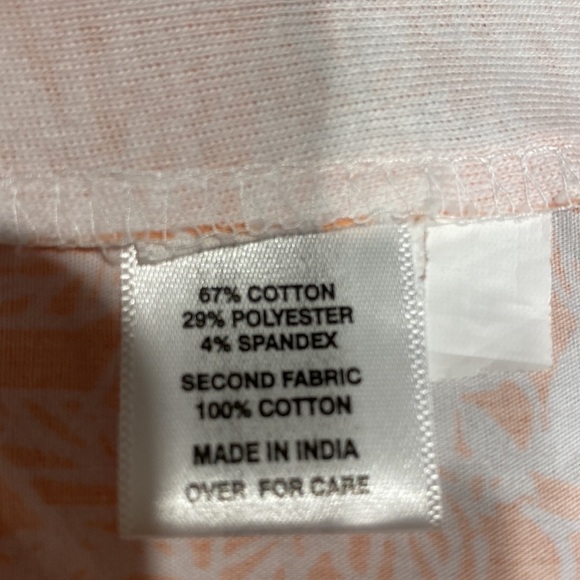 67% COTTON
29% POLYESTER
4% SPANDEX
SECOND FABRIC
100% COTTON
MADE IN INDIA
OVER FOR CARE